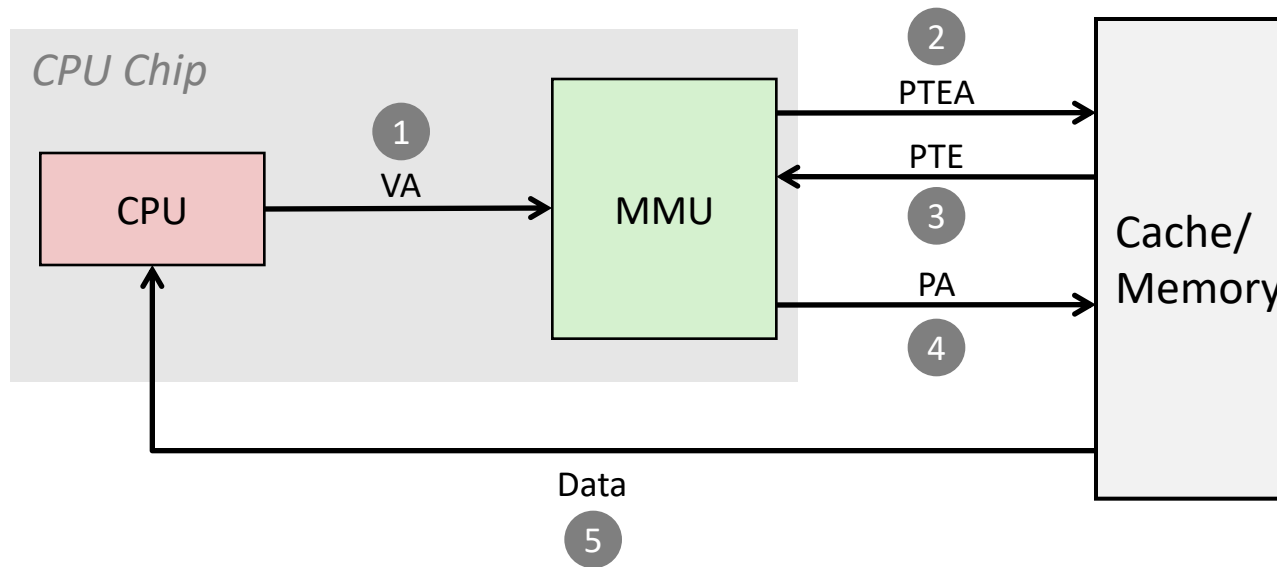 2
CPU Chip
PTEA
1
PTE
VA
CPU
MMU
3
Cache/
Memory
PA
4
Data
5